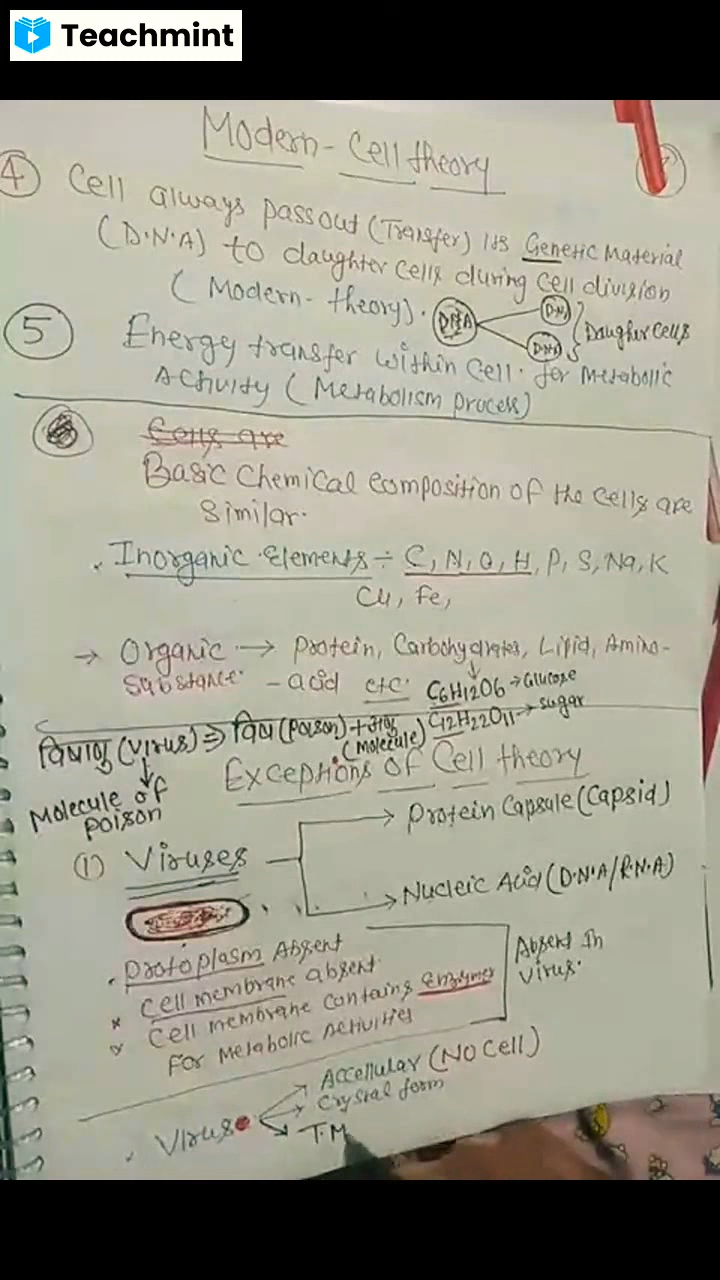 Teachmint
Modern-Cell theory
④ Cell always passout (Transfer) its Genetic Material
(D.N.A) to daughter cells during cell division
(Modern-theory).
DNA
Daugher cells
⑤ Energy transfer within cell. for Metabolic
Activity (Metabolism process)
Cells are
Basic Chemical composition of the cells are
Similar.
. Inorganic Elements ÷ C, N, O, H, P, S, Na, K
Cu, Fe,
→ Organic → Protein, Carbohydrates, Lipid, Amino-
Substance. - acid etc.
C6H12O6 → Glucose
C12H22O11 → sugar
विषाणु (Virus) ⇒ विष (Poison) + अणु (Molecule)
Molecule of
poison
Exceptions of Cell theory
(1) Viruses
Protein Capsule (Capsid)
Nucleic Acid (D.N.A/R.N.A)
. Protoplasm Absent
× Cell membrane absent.
× Cell membrane contains enzymes
For Metabolic Activities
Absent In
Virus.
. Virus
Accellular (No Cell)
Crystal form
T.M